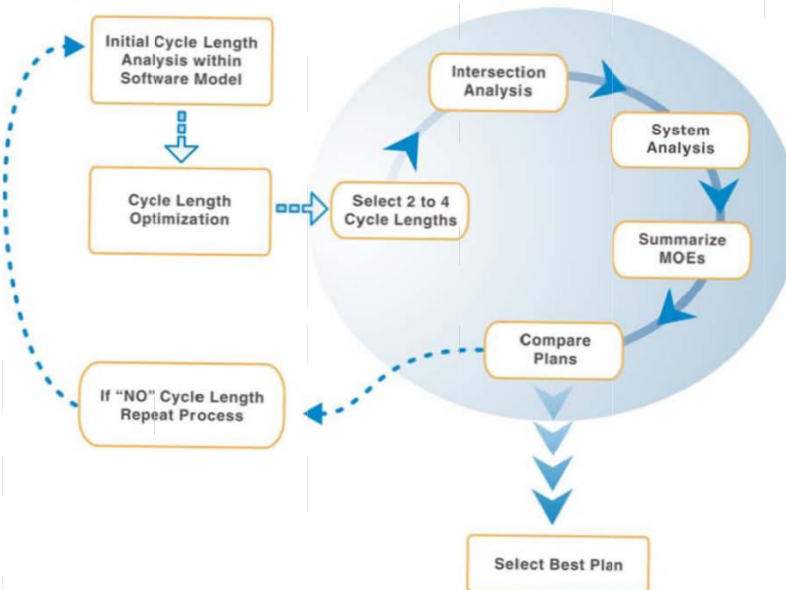 Initial Cycle Length
Analysis within
Software Model
Cycle Length
Optimization
Select 2 to 4
Cycle Lengths
Intersection
Analysis
System
Analysis
Summarize
MOEs
Compare
Plans
If “NO” Cycle Length
Repeat Process
Select Best Plan